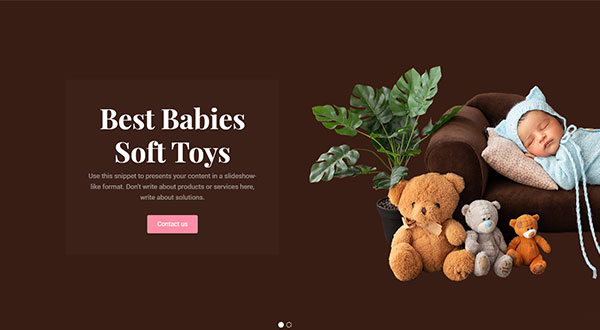 Best Babies
Soft Toys
Use this snippet to presents your content in a slideshow-
like format. Don't write about products or services here,
write about solutions.
Contact us